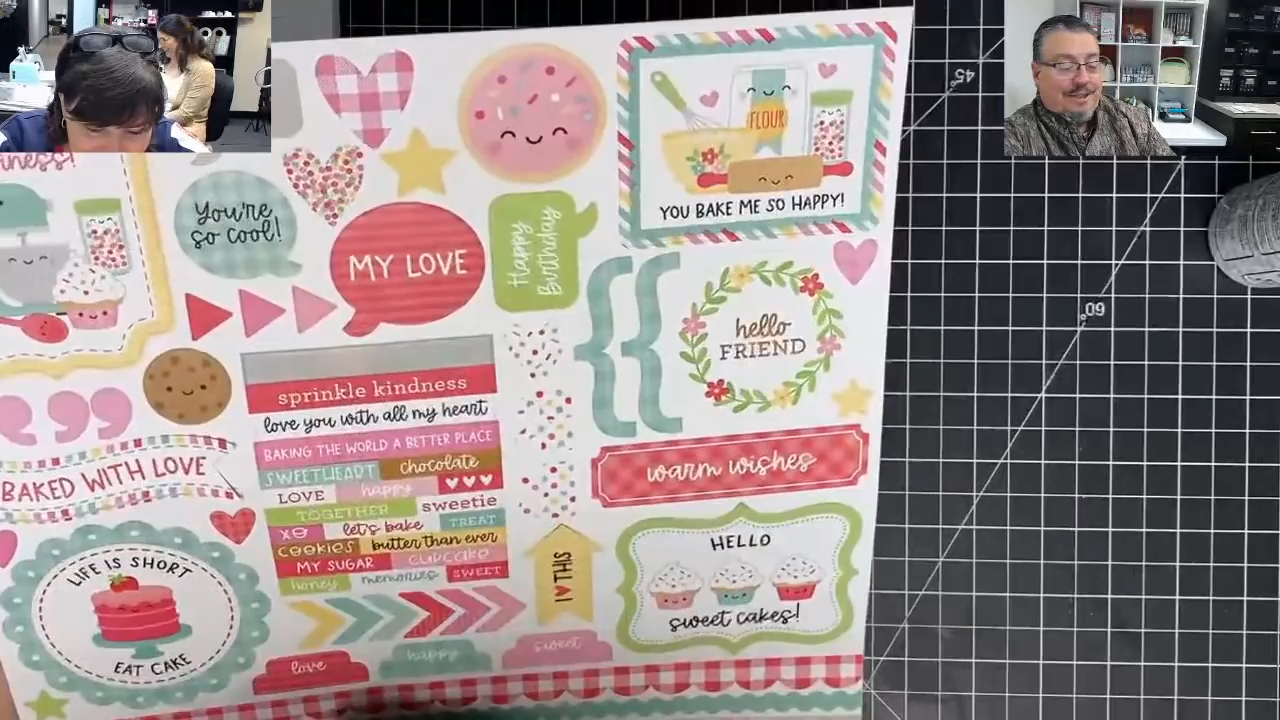 iness!
FLOUR
YOU BAKE ME SO HAPPY!
You're
so cool!
MY LOVE
Happy
Birthday
hello
FRIEND
sprinkle kindness
love you with all my heart
BAKING THE WORLD A BETTER PLACE
SWEETHEART chocolate
LOVE happy
TOGETHER sweetie
XO let's bake TREAT
cookies butter than ever
MY SUGAR cupcake
honey memories SWEET
BAKED WITH LOVE
warm wishes
LIFE IS SHORT
EAT CAKE
I ♥ THIS
HELLO
sweet cakes!
love
happy
sweet
45
60